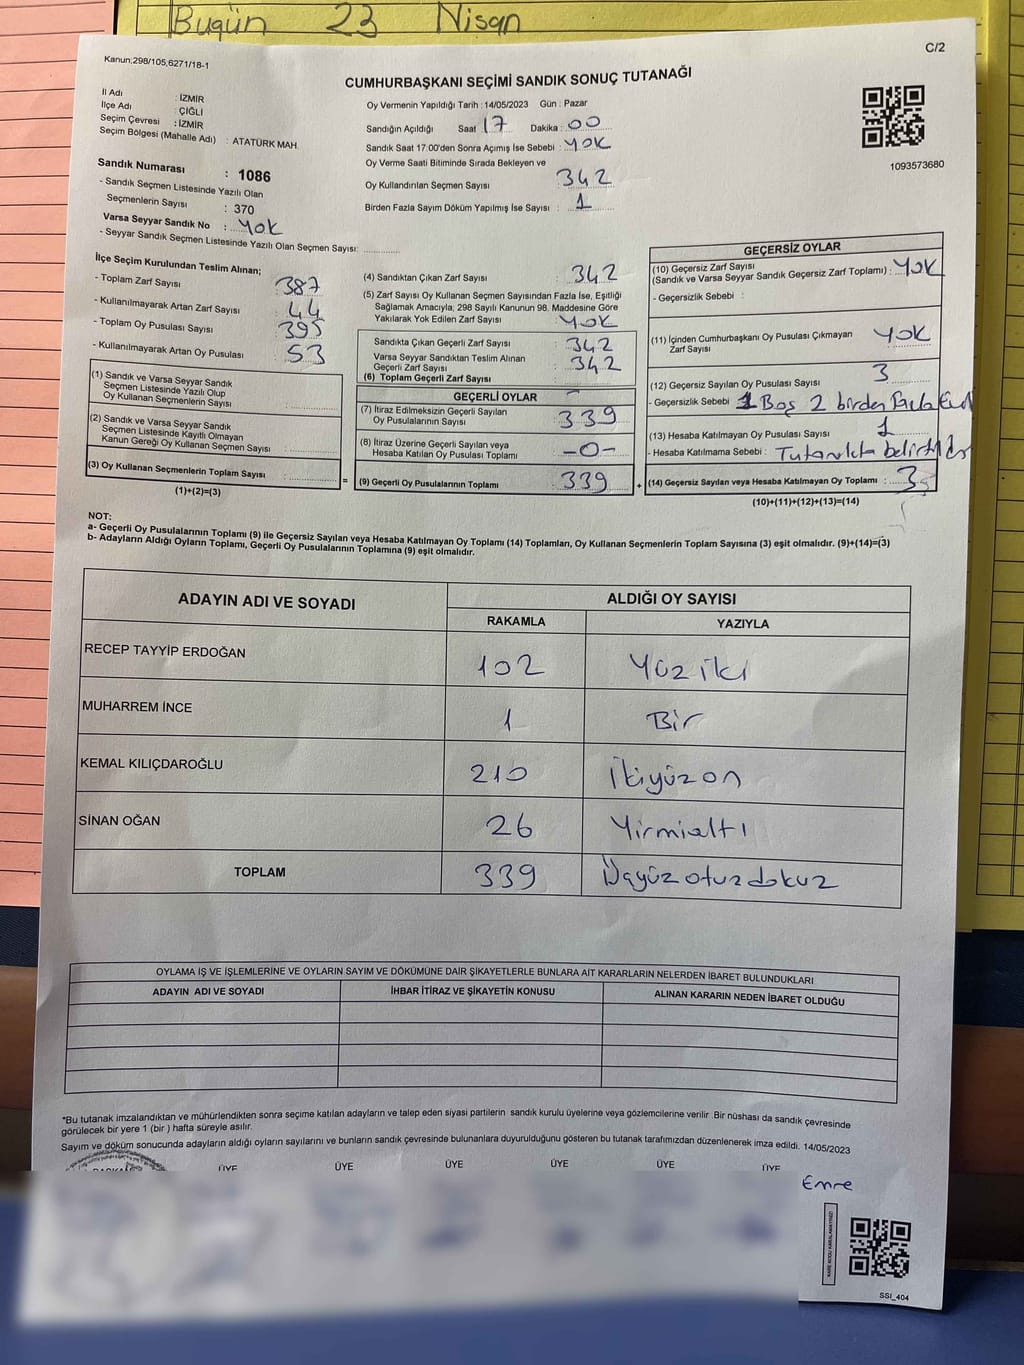 Bugün 23 Nisan
C/2
Kanun;298/105,6271/18-1
CUMHURBAŞKANI SEÇİMİ SANDIK SONUÇ TUTANAĞI
İl Adı : İZMİR
İlçe Adı : ÇİĞLİ
Seçim Çevresi : İZMİR
Seçim Bölgesi (Mahalle Adı) : ATATÜRK MAH.
Sandık Numarası : 1086
- Sandık Seçmen Listesinde Yazılı Olan
Seçmenlerin Sayısı : 370
Varsa Seyyar Sandık No : YOK
- Seyyar Sandık Seçmen Listesinde Yazılı Olan Seçmen Sayısı:
Oy Vermenin Yapıldığı Tarih :14/05/2023 Gün : Pazar
Sandığın Açıldığı Saat 17 Dakika : 00
Sandık Saat 17:00'den Sonra Açımış İse Sebebi : YOK
Oy Verme Saati Bitiminde Sırada Bekleyen ve
Oy Kullandırılan Seçmen Sayısı 342
Birden Fazla Sayım Döküm Yapılmış İse Sayısı : 1
1093573680
İlçe Seçim Kurulundan Teslim Alınan;
- Toplam Zarf Sayısı 387
- Kullanılmayarak Artan Zarf Sayısı 44
- Toplam Oy Pusulası Sayısı 395
- Kullanılmayarak Artan Oy Pusulası 53
(1) Sandık ve Varsa Seyyar Sandık
Seçmen Listesinde Yazılı Olup
Oy Kullanan Seçmenlerin Sayısı :
(2) Sandık ve Varsa Seyyar Sandık
Seçmen Listesinde Kayıtlı Olmayan
Kanun Gereği Oy Kullanan Seçmen Sayısı :
(3) Oy Kullanan Seçmenlerin Toplam Sayısı : =
(1)+(2)=(3)
(4) Sandıktan Çıkan Zarf Sayısı 342
(5) Zarf Sayısı Oy Kullanan Seçmen Sayısından Fazla İse, Eşitliği
Sağlamak Amacıyla, 298 Sayılı Kanunun 98. Maddesine Göre
Yakılarak Yok Edilen Zarf Sayısı YOK
Sandıkta Çıkan Geçerli Zarf Sayısı : 342
Varsa Seyyar Sandıktan Teslim Alınan
Geçerli Zarf Sayısı : 342
(6) Toplam Geçerli Zarf Sayısı :
GEÇERLİ OYLAR
(7) İtiraz Edilmeksizin Geçerli Sayılan
Oy Pusulasının Sayısı : 339
(8) İtiraz Üzerine Geçerli Sayılan veya
Hesaba Katılan Oy Pusulası Toplamı : -0-
(9) Geçerli Oy Pusulalarının Toplamı : 339 +
GEÇERSİZ OYLAR
(10) Geçersiz Zarf Sayısı
(Sandık ve Varsa Seyyar Sandık Geçersiz Zarf Toplamı) : YOK
- Geçersizlik Sebebi :
(11) İçinden Cumhurbaşkanı Oy Pusulası Çıkmayan
Zarf Sayısı YOK
(12) Geçersiz Sayılan Oy Pusulası Sayısı 3
- Geçersizlik Sebebi 1 Boş 2 birden Fazla
(13) Hesaba Katılmayan Oy Pusulası Sayısı 1
- Hesaba Katılmama Sebebi : Tutanakta
(14) Geçersiz Sayılan veya Hesaba Katılmayan Oy Toplamı : 3
(10)+(11)+(12)+(13)=(14)
NOT:
a- Geçerli Oy Pusulalarının Toplamı (9) ile Geçersiz Sayılan veya Hesaba Katılmayan Oy Toplamı (14) Toplamları, Oy Kullanan Seçmenlerin Toplam Sayısına (3) eşit olmalıdır. (9)+(14)=(3)
b- Adayların Aldığı Oyların Toplamı, Geçerli Oy Pusulalarının Toplamına (9) eşit olmalıdır.
ADAYIN ADI VE SOYADI ALDIĞI OY SAYISI
RAKAMLA YAZIYLA
RECEP TAYYİP ERDOĞAN 102 Yüz iki
MUHARREM İNCE 1 Bir
KEMAL KILIÇDAROĞLU 210 İkiyüz on
SİNAN OĞAN 26 Yirmialtı
TOPLAM 339 Üçyüz otuz dokuz
OYLAMA İŞ VE İŞLEMLERİNE VE OYLARIN SAYIM VE DÖKÜMÜNE DAİR ŞİKAYETLERLE BUNLARA AİT KARARLARIN NELERDEN İBARET BULUNDUKLARI
ADAYIN ADI VE SOYADI İHBAR İTİRAZ VE ŞİKAYETİN KONUSU ALINAN KARARIN NEDEN İBARET OLDUĞU
*Bu tutanak imzalandıktan ve mühürlendikten sonra seçime katılan adayların ve talep eden siyasi partilerin sandık kurulu üyelerine veya gözlemcilerine verilir .Bir nüshası da sandık çevresinde
görülecek bir yere 1 (bir ) hafta süreyle asılır.
Sayım ve döküm sonucunda adayların aldığı oyların sayılarını ve bunların sandık çevresinde bulunanlara duyurulduğunu gösteren bu tutanak tarafımızdan düzenlenerek imza edildi. 14/05/2023
ÜYE ÜYE ÜYE ÜYE ÜYE ÜYE
Emre
SSI_404